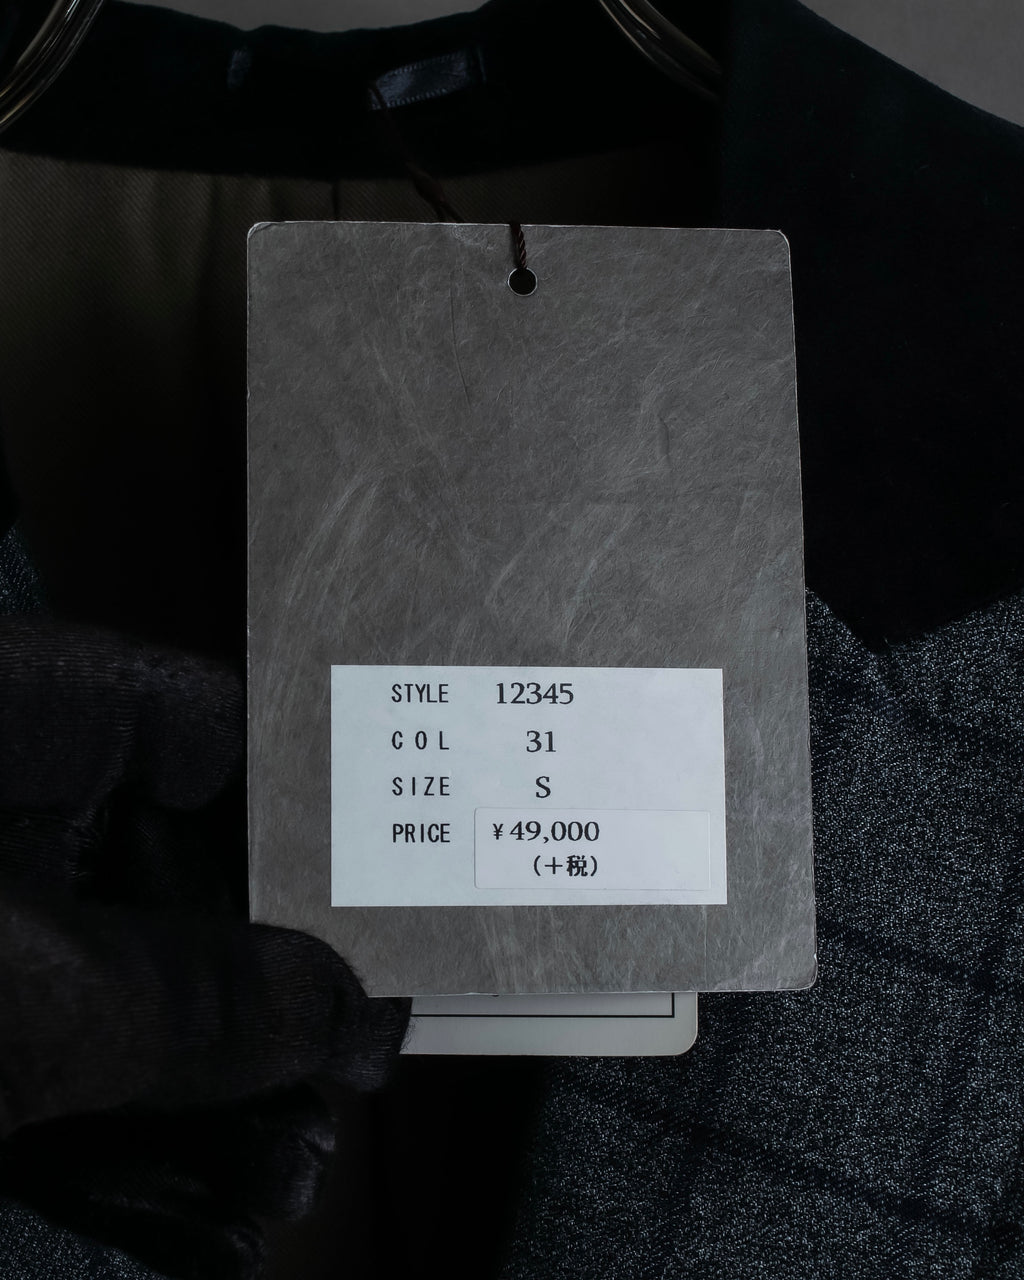 STYLE 12345
COL 31
SIZE S
PRICE ¥49,000
(+税)